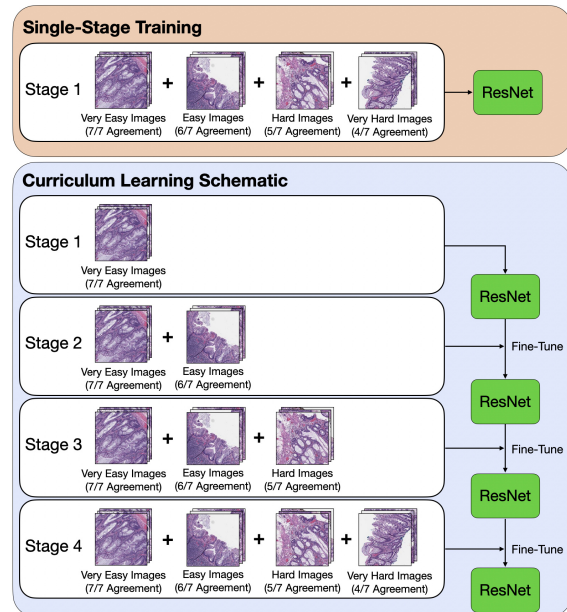 Single-Stage Training
Stage 1
+
+
+
Very Easy Images
(7/7 Agreement)
Easy Images
(6/7 Agreement)
Hard Images
(5/7 Agreement)
Very Hard Images
(4/7 Agreement)
ResNet
Curriculum Learning Schematic
Stage 1
Very Easy Images
(7/7 Agreement)
ResNet
Stage 2
+
Very Easy Images
(7/7 Agreement)
Easy Images
(6/7 Agreement)
Fine-Tune
ResNet
Stage 3
+
+
Very Easy Images
(7/7 Agreement)
Easy Images
(6/7 Agreement)
Hard Images
(5/7 Agreement)
Fine-Tune
ResNet
Stage 4
+
+
+
Very Easy Images
(7/7 Agreement)
Easy Images
(6/7 Agreement)
Hard Images
(5/7 Agreement)
Very Hard Images
(4/7 Agreement)
Fine-Tune
ResNet